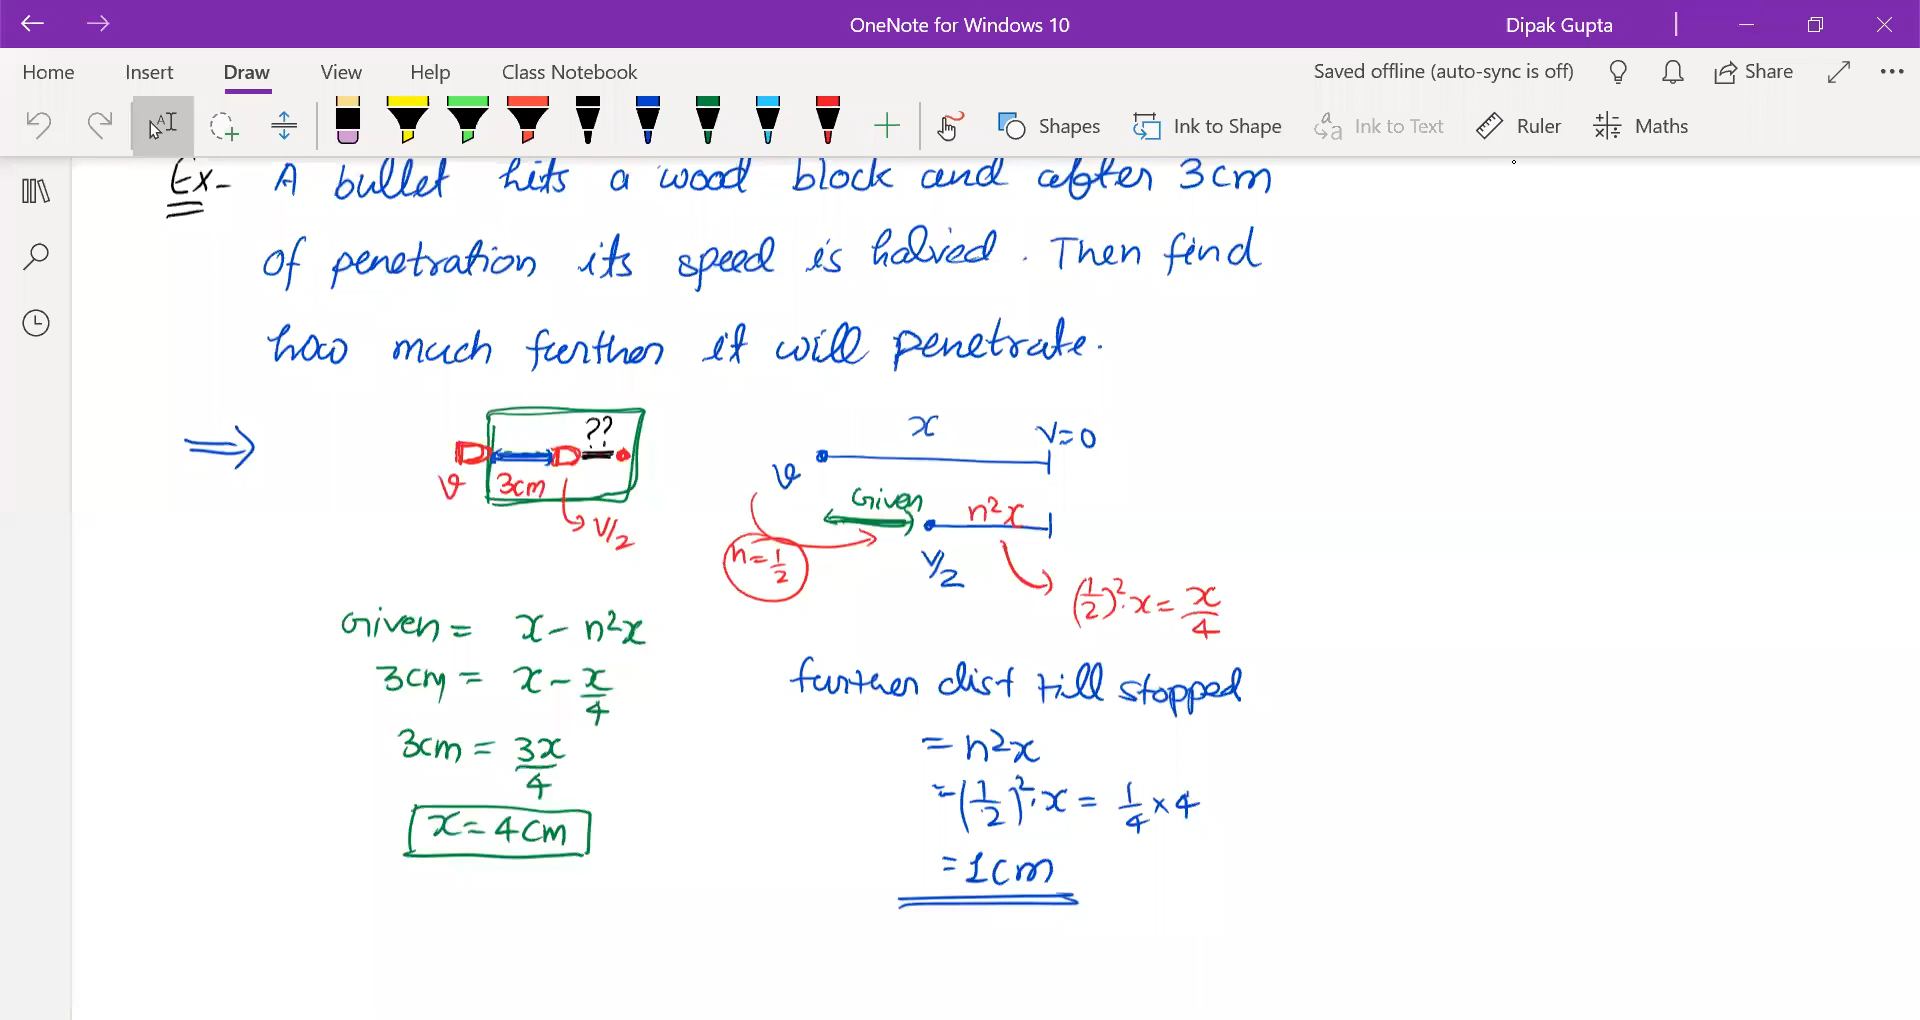 OneNote for Windows 10
Dipak Gupta
Home Insert Draw View Help Class Notebook
Saved offline (auto-sync is off) Share
Shapes Ink to Shape Ink to Text Ruler Maths
Ex- A bullet hits a wood block and after 3cm
of penetration its speed is halved. Then find
how much further it will penetrate.
⇒
??
3cm
v
v/2
x
v=0
v
Given
n²x
n=1/2
v/2
(1/2)²·x = x/4
Given = x - n²x
3cm = x - x/4
3cm = 3x/4
x = 4cm
further dist till stopped
= n²x
= (1/2)²·x = 1/4 × 4
= 1cm